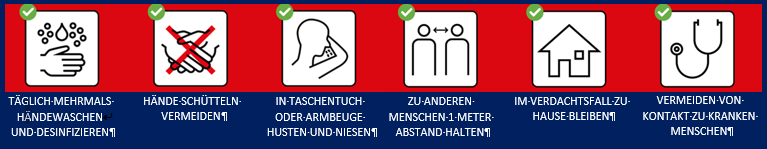 TÄGLICH·MEHRMALS·
HÄNDEWASCHEN
UND·DESINFIZIEREN¶
HÄNDE·SCHÜTTELN·
VERMEIDEN¶
IN·TASCHENTUCH·
ODER·ARMBEUGE·
HUSTEN·UND·NIESEN¶
ZU·ANDEREN·
MENSCHEN·1·METER·
ABSTAND·HALTEN¶
IM·VERDACHTSFALL·ZU·
HAUSE·BLEIBEN¶
VERMEIDEN·VON·
KONTAKT·ZU·KRANKEN·
MENSCHEN¶